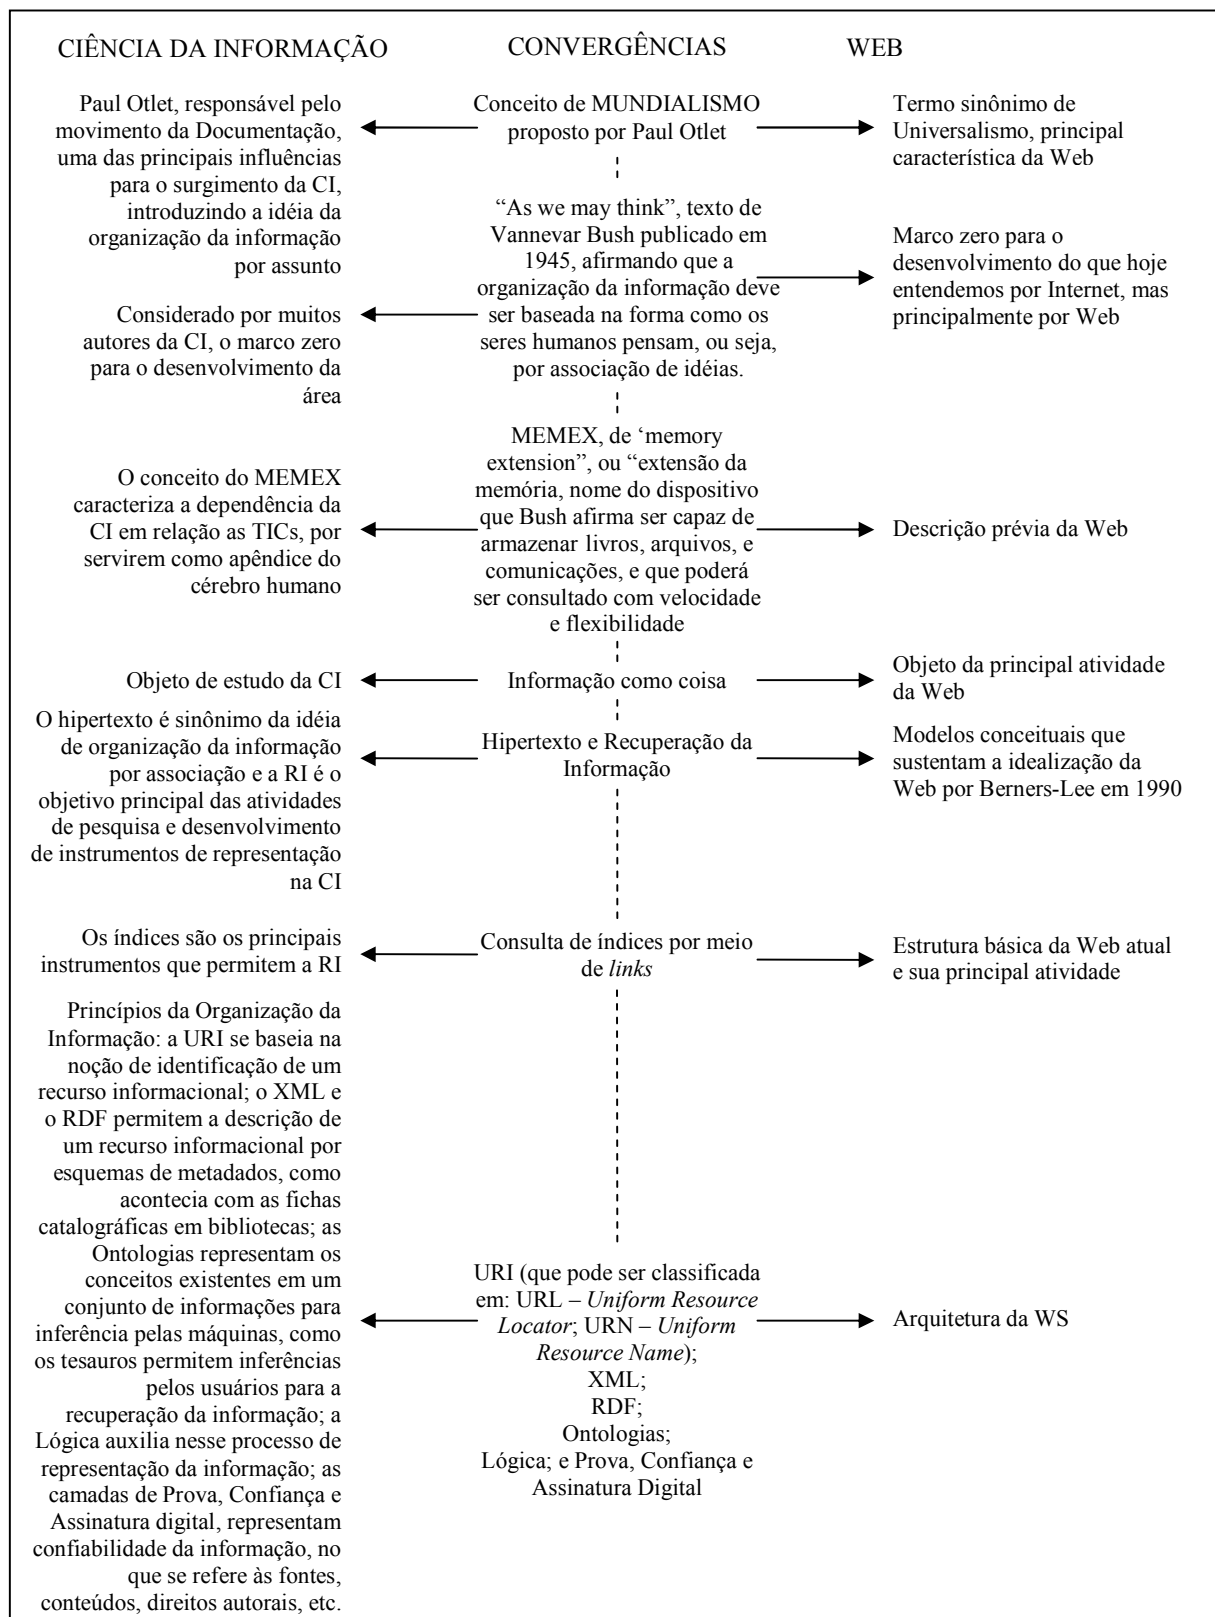 CIÊNCIA DA INFORMAÇÃO
CONVERGÊNCIAS
WEB
Paul Otlet, responsável pelo
movimento da Documentação,
uma das principais influências
para o surgimento da CI,
introduzindo a idéia da
organização da informação
por assunto
Conceito de MUNDIALISMO
proposto por Paul Otlet
Termo sinônimo de
Universalismo, principal
característica da Web
Considerado por muitos
autores da CI, o marco zero
para o desenvolvimento da
área
“As we may think”, texto de
Vannevar Bush publicado em
1945, afirmando que a
organização da informação deve
ser baseada na forma como os
seres humanos pensam, ou seja,
por associação de idéias.
Marco zero para o
desenvolvimento do que hoje
entendemos por Internet, mas
principalmente por Web
O conceito do MEMEX
caracteriza a dependência da
CI em relação as TICs, por
servirem como apêndice do
cérebro humano
MEMEX, de ‘memory
extension”, ou “extensão da
memória, nome do dispositivo
que Bush afirma ser capaz de
armazenar livros, arquivos, e
comunicações, e que poderá
ser consultado com velocidade
e flexibilidade
Descrição prévia da Web
Objeto de estudo da CI
Informação como coisa
Objeto da principal atividade
da Web
O hipertexto é sinônimo da idéia
de organização da informação
por associação e a RI é o
objetivo principal das atividades
de pesquisa e desenvolvimento
de instrumentos de representação
na CI
Hipertexto e Recuperação da
Informação
Modelos conceituais que
sustentam a idealização da
Web por Berners-Lee em 1990
Os índices são os principais
instrumentos que permitem a RI
Consulta de índices por meio
de links
Estrutura básica da Web atual
e sua principal atividade
Princípios da Organização da
Informação: a URI se baseia na
noção de identificação de um
recurso informacional; o XML e
o RDF permitem a descrição de
um recurso informacional por
esquemas de metadados, como
acontecia com as fichas
catalográficas em bibliotecas; as
Ontologias representam os
conceitos existentes em um
conjunto de informações para
inferência pelas máquinas, como
os tesauros permitem inferências
pelos usuários para a
recuperação da informação; a
Lógica auxilia nesse processo de
representação da informação; as
camadas de Prova, Confiança e
Assinatura digital, representam
confiabilidade da informação, no
que se refere às fontes,
conteúdos, direitos autorais, etc.
URI (que pode ser classificada
em: URL – Uniform Resource
Locator; URN – Uniform
Resource Name);
XML;
RDF;
Ontologias;
Lógica; e Prova, Confiança e
Assinatura Digital
Arquitetura da WS